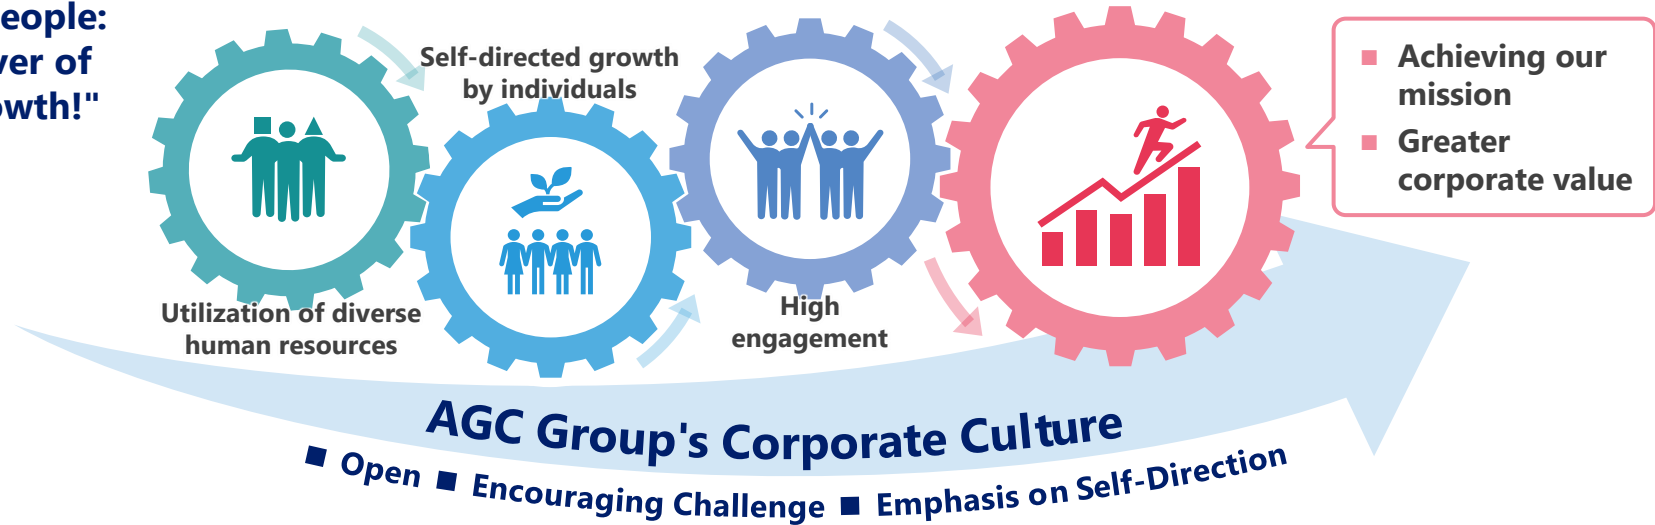 eople:
ver of
owth!"
Self-directed growth
by individuals
Utilization of diverse
human resources
High
engagement
■ Achieving our
mission
■ Greater
corporate value
AGC Group's Corporate Culture
■ Open ■ Encouraging Challenge ■ Emphasis on Self-Direction